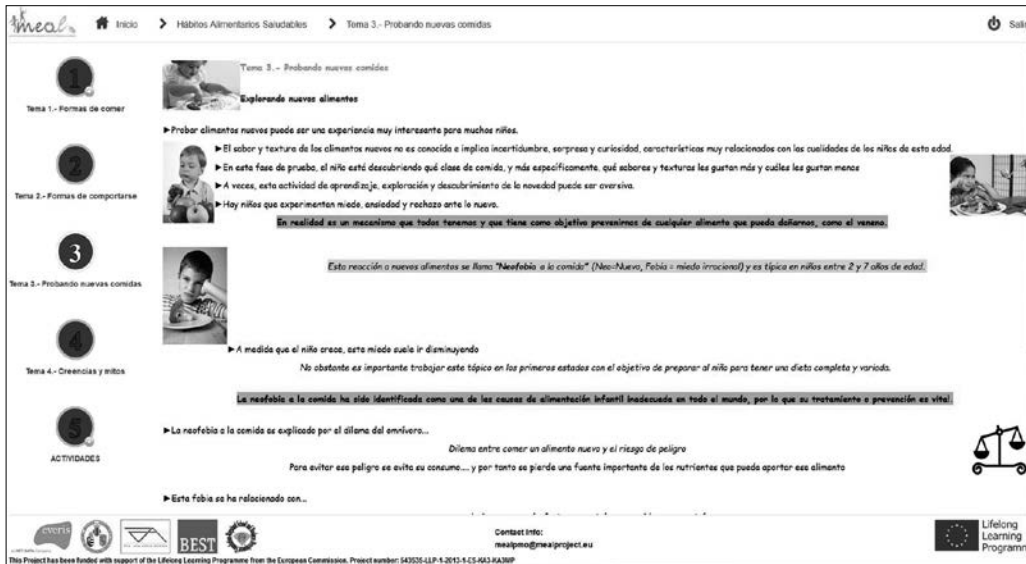 meal
Inicio
Hábitos Alimentarios Saludables
Tema 3.- Probando nuevas comidas
Salir
1
Tema 1.- Formas de comer
2
Tema 2.- Formas de comportarse
3
Tema 3.- Probando nuevas comidas
4
Tema 4.- Creencias y mitos
5
ACTIVIDADES
Tema 3.- Probando nuevas comidas
Explorando nuevos alimentos
►Probar alimentos nuevos puede ser una experiencia muy interesante para muchos niños.
►El sabor y textura de los alimentos nuevos no es conocida e implica incertidumbre, sorpresa y curiosidad, características muy relacionados con las cualidades de los niños de esta edad.
►En esta fase de prueba, el niño está descubriendo qué clase de comida, y más específicamente, qué sabores y texturas les gustan más y cuáles les gustan menos
►A veces, esta actividad de aprendizaje, exploración y descubrimiento de la novedad puede ser aversiva.
►Hay niños que experimentan miedo, ansiedad y rechazo ante lo nuevo.
En realidad es un mecanismo que todos tenemos y que tiene como objetivo prevenirnos de cualquier alimento que pueda dañarnos, como el veneno.
Esta reacción a nuevos alimentos se llama "Neofobia a la comida" (Neo=Nuevo, Fobia = miedo irracional) y es típica en niños entre 2 y 7 años de edad.
►A medida que el niño crece, este miedo suele ir disminuyendo
No obstante es importante trabajar este tópico en los primeros estados con el objetivo de preparar al niño para tener una dieta completa y variada.
La neofobia a la comida ha sido identificada como una de las causas de alimentación infantil inadecuada en todo el mundo, por lo que su tratamiento o prevención es vital.
►La neofobia a la comida es explicado por el dilema del omnívoro...
Dilema entre comer un alimento nuevo y el riesgo de peligro
Para evitar ese peligro se evita su consumo.... y por tanto se pierde una fuente importante de los nutrientes que pueda aportar ese alimento
►Esta fobia se ha relacionado con...
everis
BEST
Contact Info:
mealpmo@mealproject.eu
Lifelong
Learning
Programme
This Project has been funded with support of the Lifelong Learning Programme from the European Commission. Project number: 543535-LLP-1-2013-1-ES-KA3-KA3MP